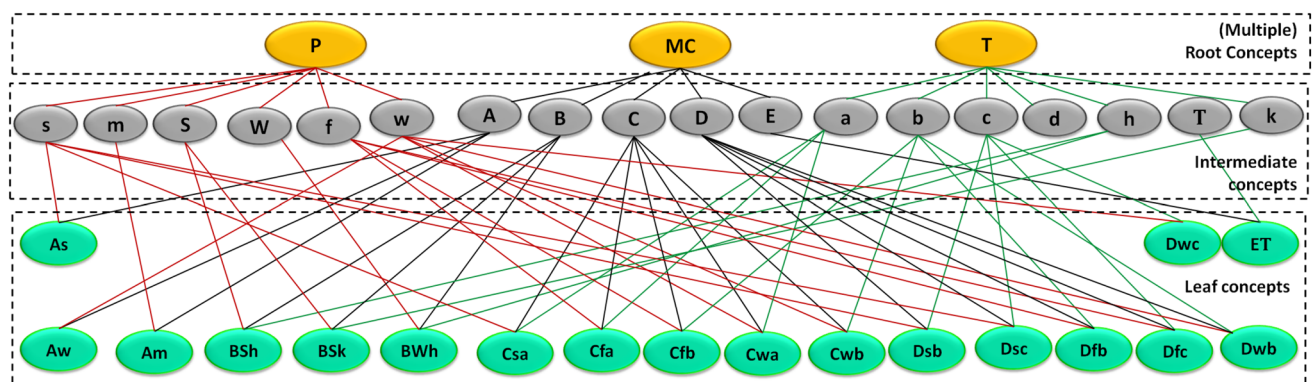 P MC T (Multiple)
Root Concepts
s m S W f w A B C D E a b c d h T k
Intermediate
concepts
As Dwc ET
Leaf concepts
Aw Am BSh BSk BWh Csa Cfa Cfb Cwa Cwb Dsb Dsc Dfb Dfc Dwb